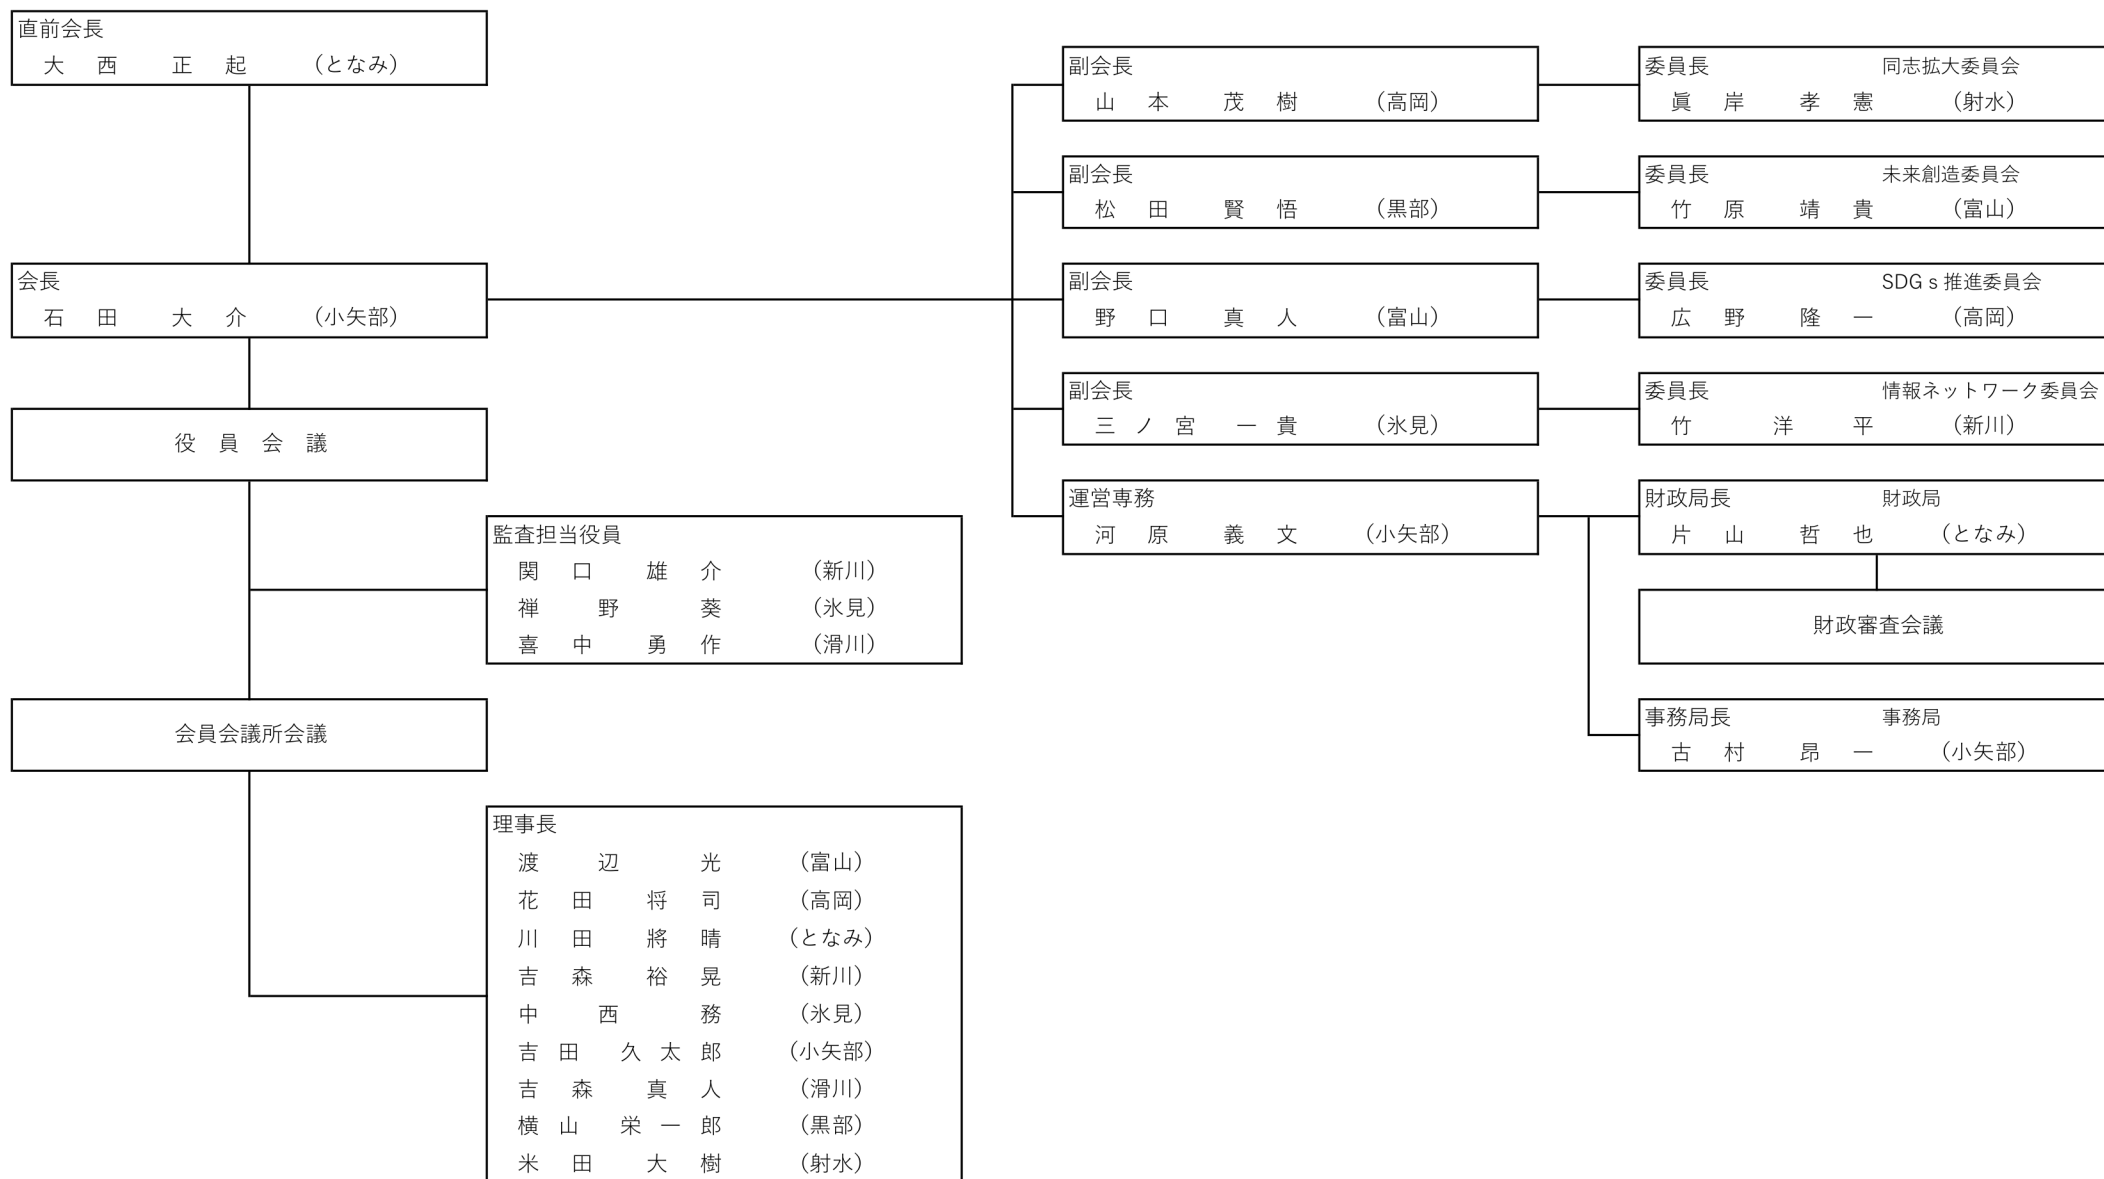 直前会長
大西 正起 （となみ）
会長
石田 大介 （小矢部）
役員会議
監査担当役員
関口 雄介 （新川）
禅野 葵 （氷見）
喜中 勇作 （滑川）
会員会議所会議
理事長
渡辺 光 （富山）
花田 将司 （高岡）
川田 將晴 （となみ）
吉森 裕晃 （新川）
中西 務 （氷見）
吉田 久太郎 （小矢部）
吉森 真人 （滑川）
横山 栄一郎 （黒部）
米田 大樹 （射水）
副会長
山本 茂樹 （高岡）
副会長
松田 賢悟 （黒部）
副会長
野口 真人 （富山）
副会長
三ノ宮 一貴 （氷見）
運営専務
河原 義文 （小矢部）
委員長 同志拡大委員会
眞岸 孝憲 （射水）
委員長 未来創造委員会
竹原 靖貴 （富山）
委員長 SDGｓ推進委員会
広野 隆一 （高岡）
委員長 情報ネットワーク委員会
竹 洋平 （新川）
財政局長 財政局
片山 哲也 （となみ）
財政審査会議
事務局長 事務局
古村 昂一 （小矢部）